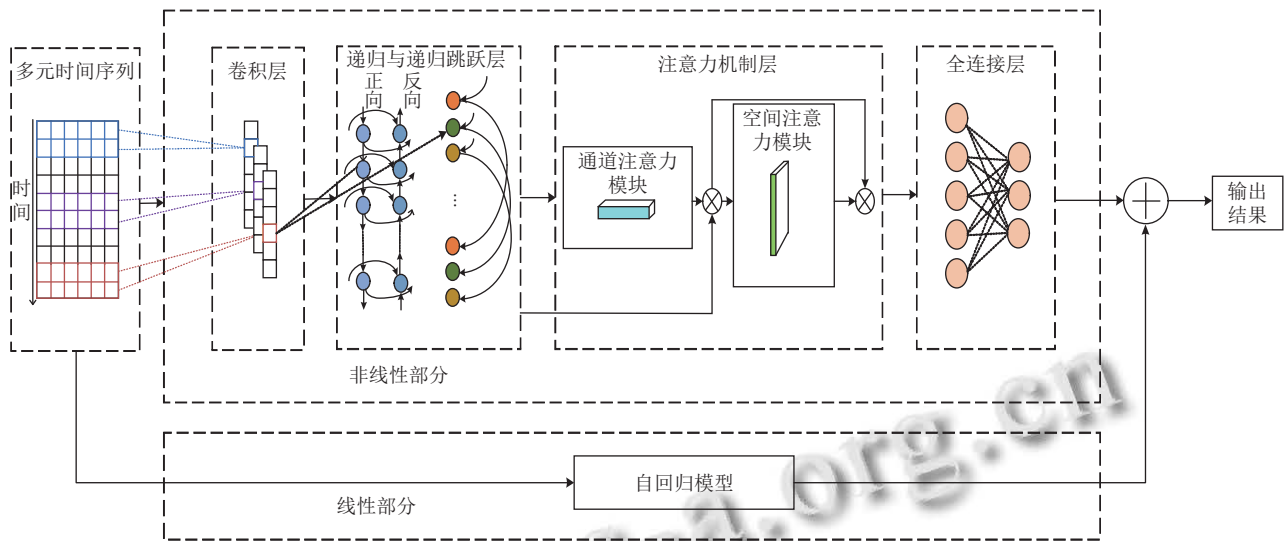 多元时间序列
时间
卷积层
递归与递归跳跃层
正向
反向
注意力机制层
通道注意力
模块
空间注意
力模块
全连接层
输出
结果
非线性部分
自回归模型
线性部分
-a.org.cn